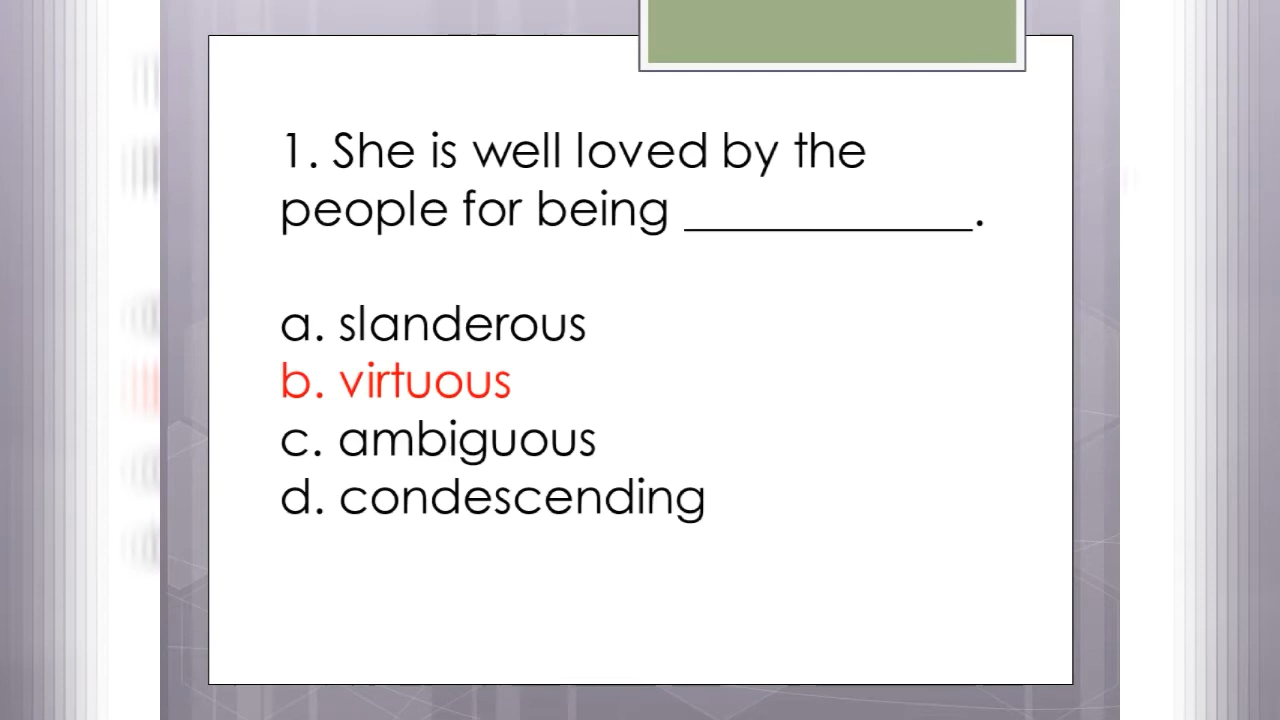 1. She is well loved by the
people for being ____________.
a. slanderous
b. virtuous
c. ambiguous
d. condescending